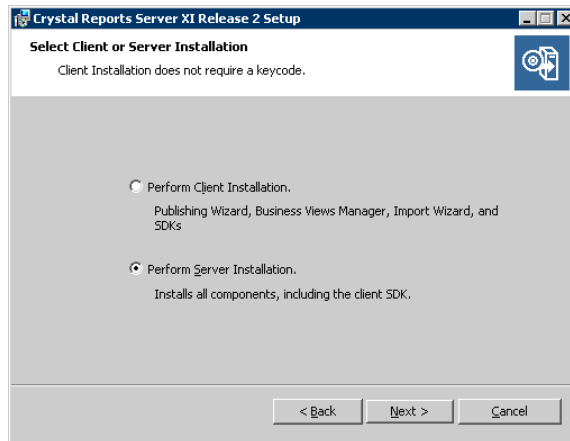 Crystal Reports Server XI Release 2 Setup
Select Client or Server Installation
Client Installation does not require a keycode.
Perform Client Installation.
Publishing Wizard, Business Views Manager, Import Wizard, and
SDKs
Perform Server Installation.
Installs all components, including the client SDK.
< Back Next > Cancel